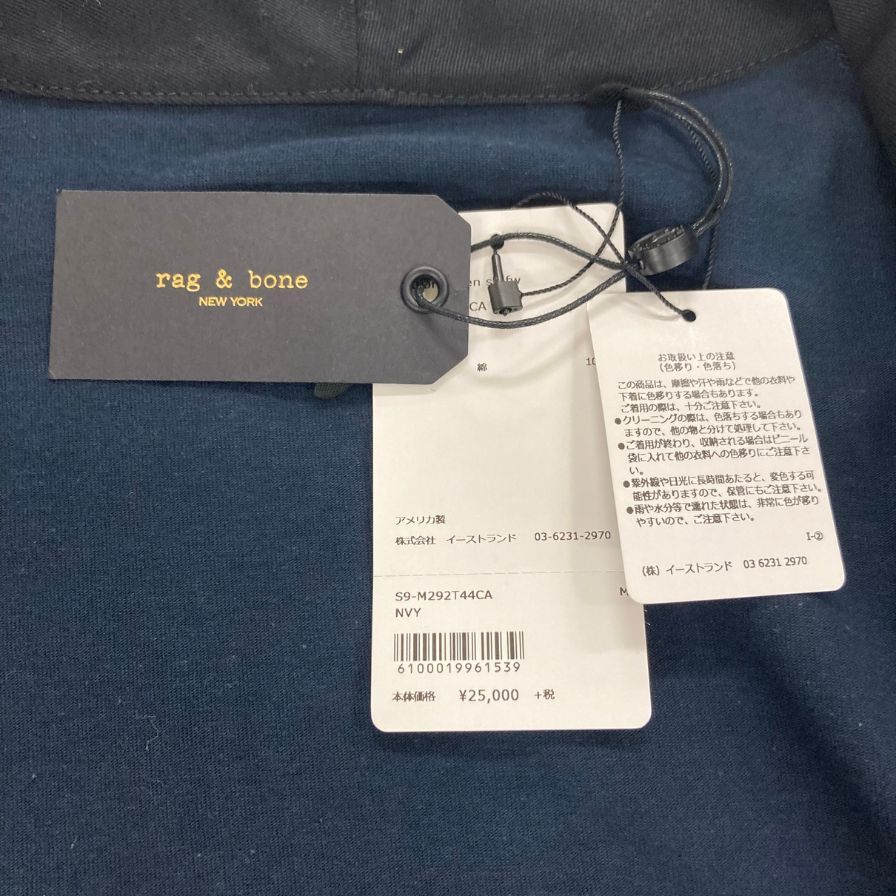 rag & bone
NEW YORK
CA
綿
アメリカ製
株式会社 イーストランド 03-6231-2970
S9-M292T44CA
NVY
6100019961539
本体価格 ¥25,000 +税
お取扱い上の注意
(色移り・色落ち)
この商品は、摩擦や汗や雨などで他の衣料や
下着に色移りする場合もあります。
ご着用の際は、十分ご注意下さい。
●クリーニングの際は、色落ちする場合もあり
ますので、他の物と分けて処理して下さい。
●ご着用が終わり、収納される場合はビニール
袋に入れて他の衣料への色移りにご注意下さ
い。
●紫外線や日光に長時間あたると、変色する可
能性がありますので、保管にもご注意下さい。
●雨や水分等で濡れた状態は、非常に色が移り
やすいので、ご注意下さい。
I-②
(株) イーストランド 03 6231 2970